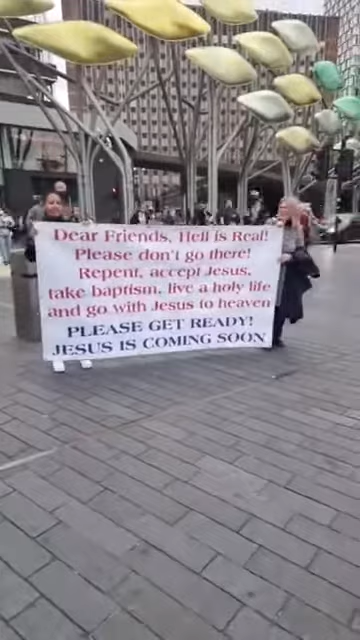 Dear Friends, Hell is Real!
Please don't go there!
Repent, accept Jesus,
take baptism, live a holy life
and go with Jesus to heaven
PLEASE GET READY!
JESUS IS COMING SOON